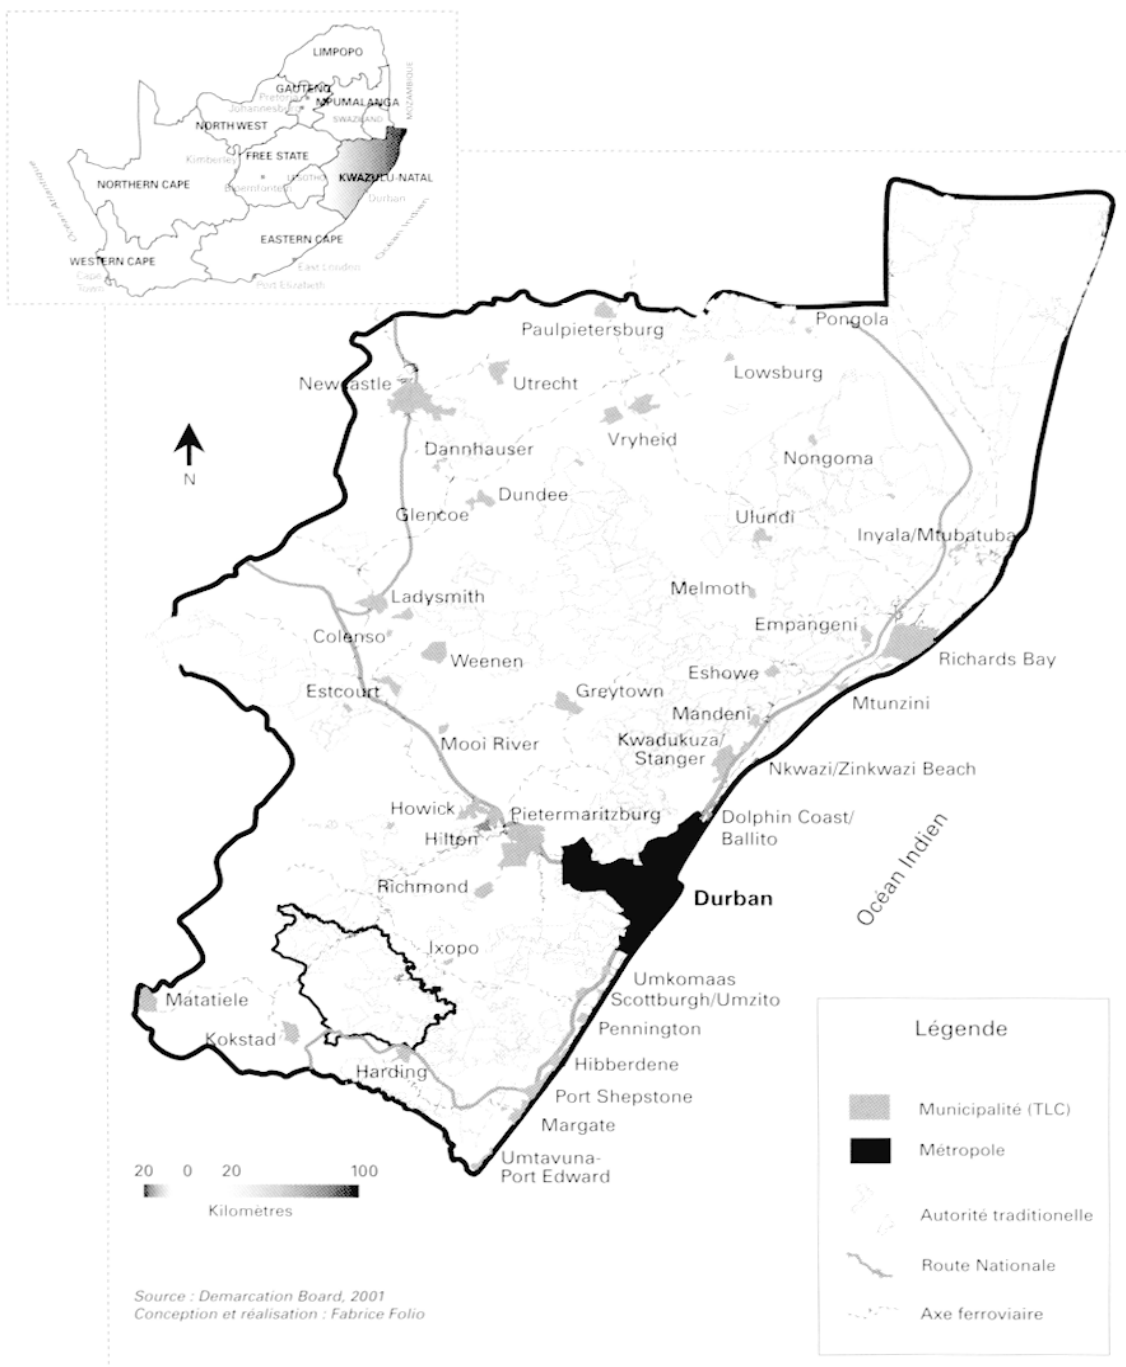 LIMPOPO
MOZAMBIQUE
GAUTENG
Pretoria
MPUMALANGA
Johannesburg
SWAZILAND
NORTH WEST
FREE STATE
Kimberley
LESOTHO
KWAZULU-NATAL
NORTHERN CAPE
Bloemfontein
Durban
Océan Atlantique
Océan Indien
EASTERN CAPE
WESTERN CAPE
East London
Cape
Town
Port Elizabeth
Pongola
Paulpietersburg
Lowsburg
Newcastle
Utrecht
Vryheid
Dannhauser
Nongoma
N
Dundee
Glencoe
Ulundi
Inyala/Mtubatuba
Melmoth
Ladysmith
Empangeni
Colenso
Weenen
Richards Bay
Eshowe
Estcourt
Greytown
Mtunzini
Mandeni
Mooi River
Kwadukuza/
Stanger
Nkwazi/Zinkwazi Beach
Howick
Pietermaritzburg
Dolphin Coast/
Ballito
Hilton
Richmond
Durban
Océan Indien
Ixopo
Umkomaas
Matatiele
Scottburgh/Umzito
Kokstad
Pennington
Harding
Hibberdene
Port Shepstone
Margate
Umtavuna-
Port Edward
20 0 20 100
Kilomètres
Légende
Municipalité (TLC)
Métropole
Autorité traditionelle
Route Nationale
Axe ferroviaire
Source : Demarcation Board, 2001
Conception et réalisation : Fabrice Folio